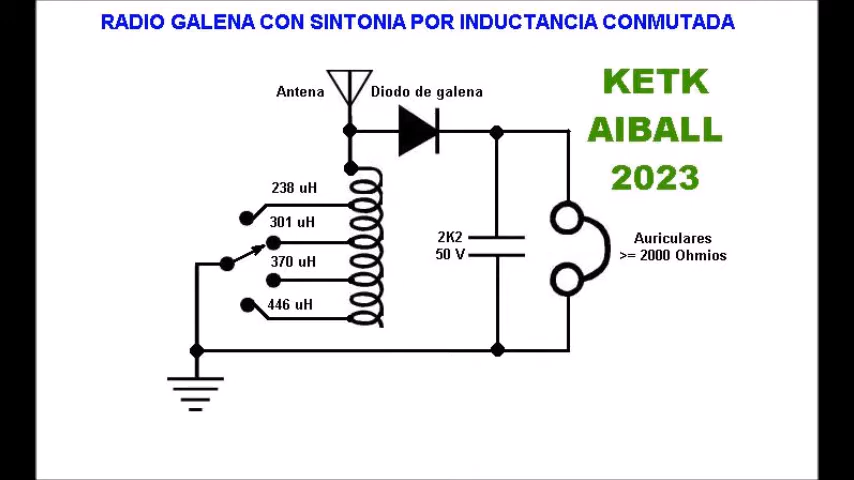 RADIO GALENA CON SINTONIA POR INDUCTANCIA CONMUTADA
KETK
AIBALL
2023
Antena
Diodo de galena
238 uH
301 uH
370 uH
446 uH
2K2
50 V
Auriculares
>= 2000 Ohmios